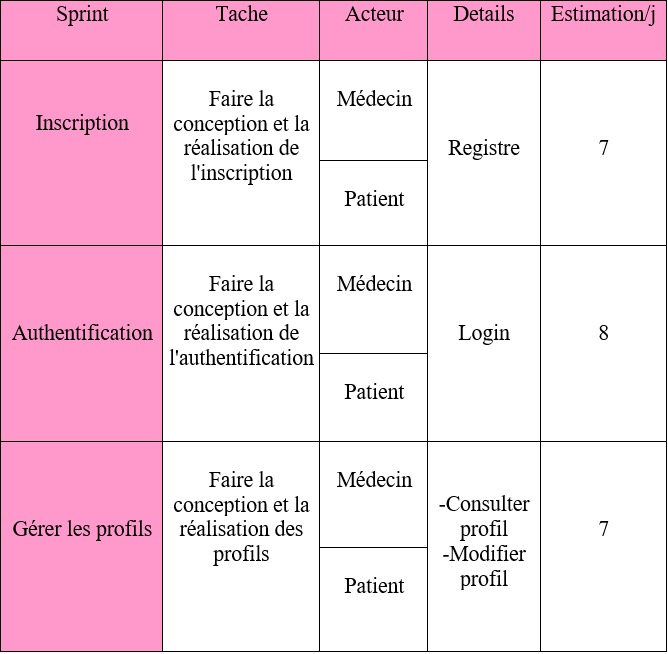 Sprint
Tache
Acteur
Details
Estimation/j
Inscription
Faire la
conception et la
réalisation de
l'inscription
Médecin
Patient
Registre
7
Authentification
Faire la
conception et la
réalisation de
l'authentification
Médecin
Patient
Login
8
Gérer les profils
Faire la
conception et la
réalisation des
profils
Médecin
Patient
-Consulter
profil
-Modifier
profil
7